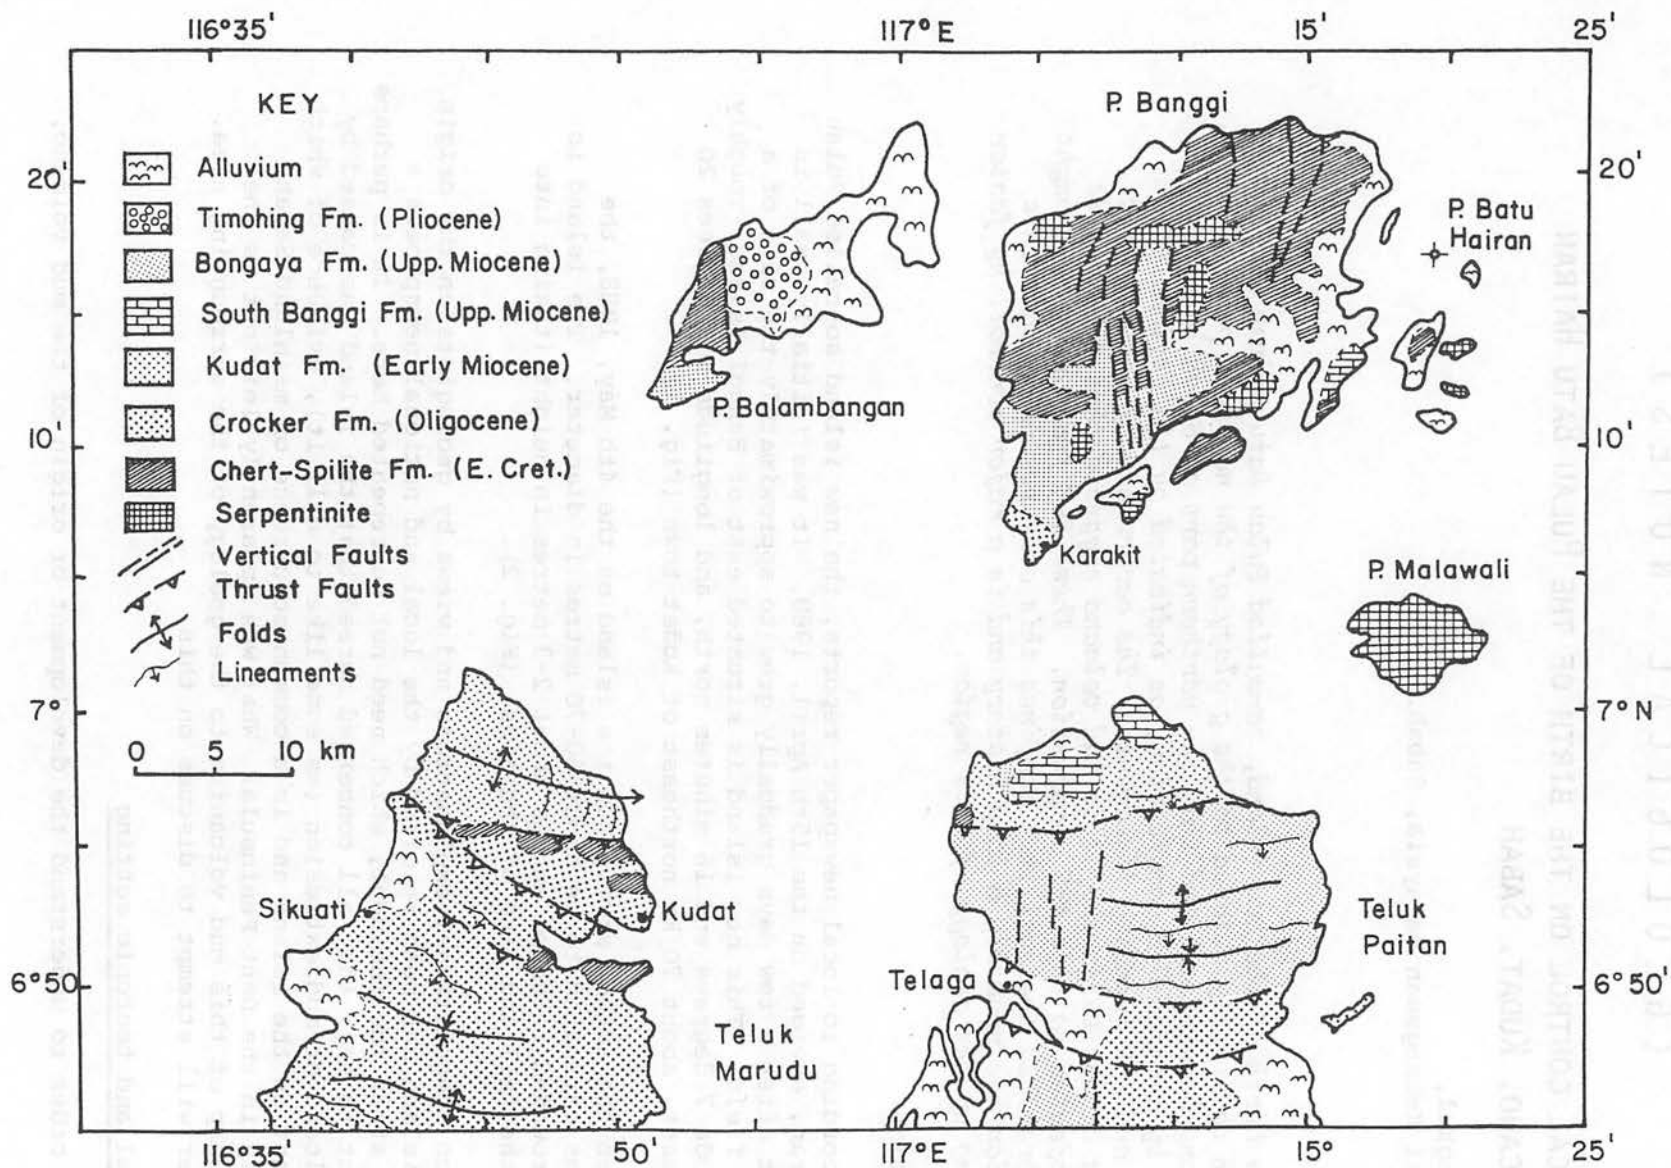 116°35'
117°E
15'
25'
KEY
Alluvium
Timohing Fm. (Pliocene)
Bongaya Fm. (Upp. Miocene)
South Banggi Fm. (Upp. Miocene)
Kudat Fm. (Early Miocene)
Crocker Fm. (Oligocene)
Chert-Spilite Fm. (E. Cret.)
Serpentinite
Vertical Faults
Thrust Faults
Folds
Lineaments
0 5 10 km
P. Banggi
P. Batu
Hairan
P. Balambangan
Karakit
P. Malawali
20'
20'
10'
10'
7°
7°N
6°50'
6°50'
Sikuati
Kudat
Teluk
Marudu
Telaga
Teluk
Paitan
116°35'
50'
117°E
15°
25'